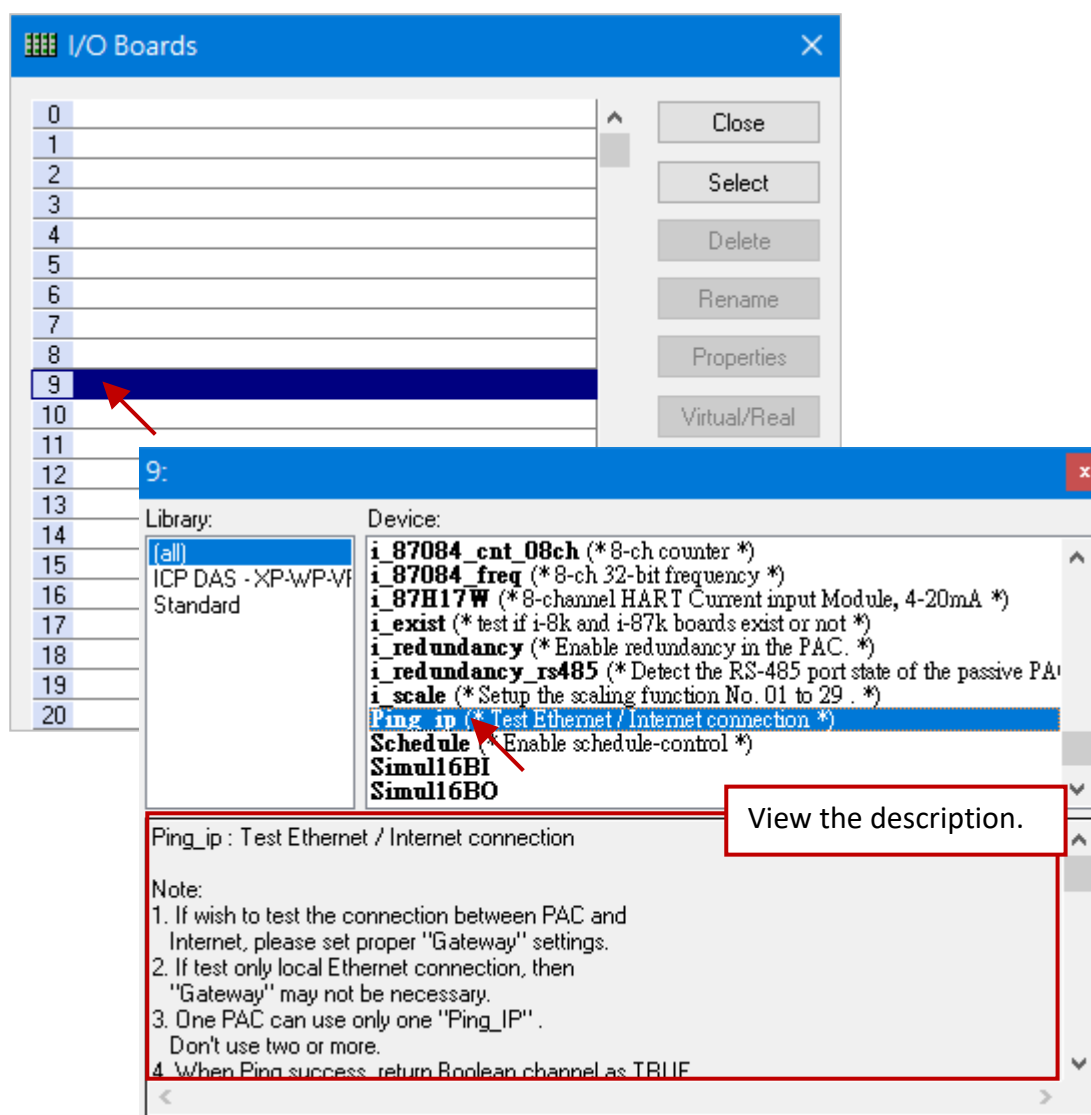 I/O Boards
0
1
2
3
4
5
6
7
8
9
10
11
12
13
14
15
16
17
18
19
20
Close
Select
Delete
Rename
Properties
Virtual/Real
9:
Library:
(all)
ICP DAS - XP-WP-VF
Standard
Device:
i_87084_cnt_08ch (* 8-ch counter *)
i_87084_freq (* 8-ch 32-bit frequency *)
i_87H17W (* 8-channel HART Current input Module, 4-20mA *)
i_exist (* test if i-8k and i-87k boards exist or not *)
i_redundancy (* Enable redundancy in the PAC. *)
i_redundancy_rs485 (* Detect the RS-485 port state of the passive PA
i_scale (* Setup the scaling function No. 01 to 29 . *)
Ping_ip (* Test Ethernet / Internet connection *)
Schedule (* Enable schedule-control *)
Simul16BI
Simul16BO
View the description.
Ping_ip : Test Ethernet / Internet connection
Note:
1. If wish to test the connection between PAC and
Internet, please set proper "Gateway" settings.
2. If test only local Ethernet connection, then
"Gateway" may not be necessary.
3. One PAC can use only one "Ping_IP" .
Don't use two or more.
4. When Ping success, return Boolean channel as TRUE